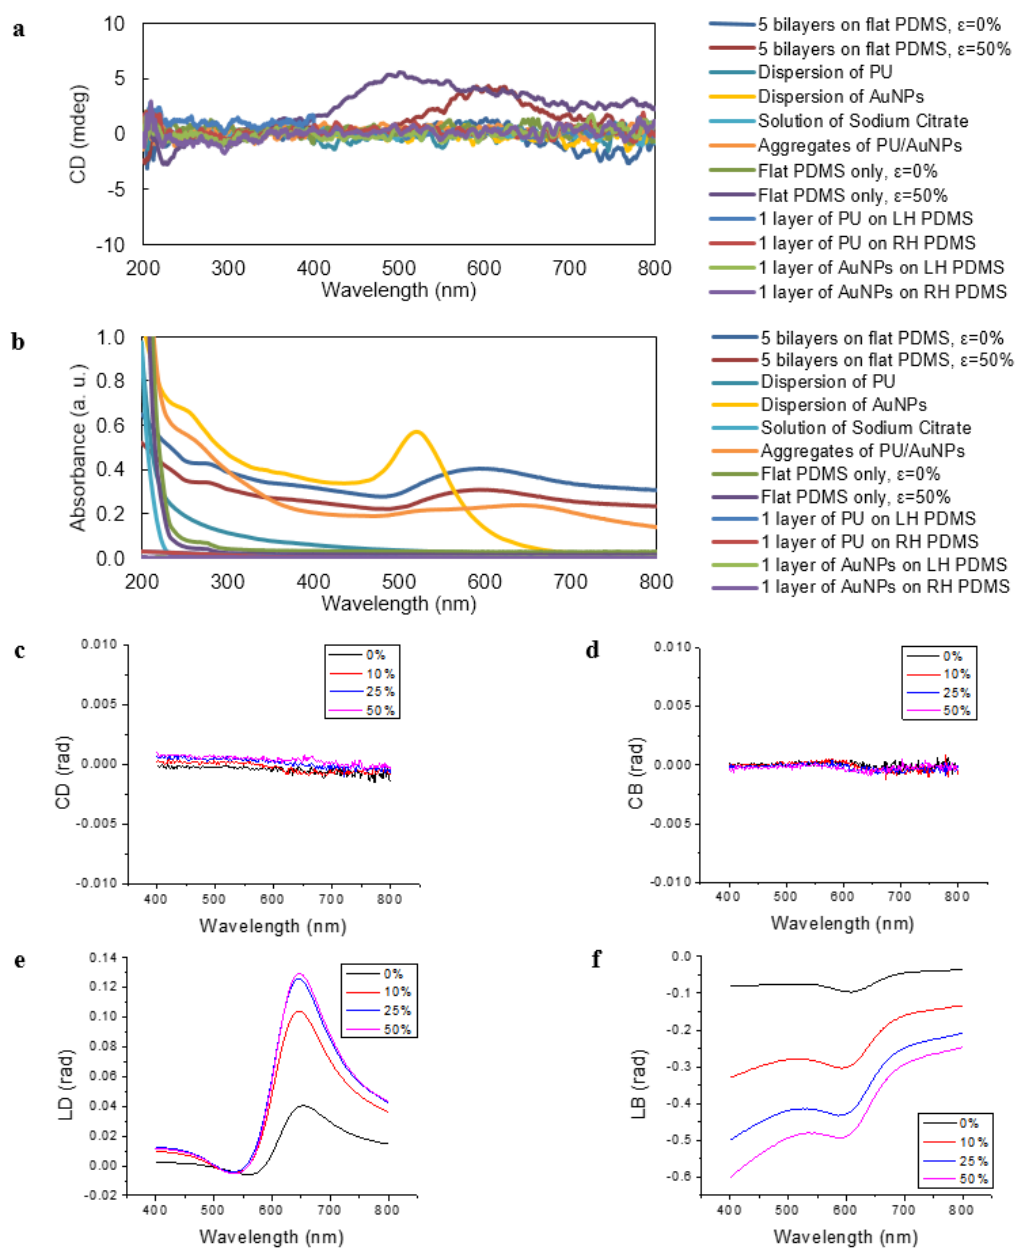 a
10
5
0
-5
-10
CD (mdeg)
200 300 400 500 600 700 800
Wavelength (nm)
5 bilayers on flat PDMS, ε=0%
5 bilayers on flat PDMS, ε=50%
Dispersion of PU
Dispersion of AuNPs
Solution of Sodium Citrate
Aggregates of PU/AuNPs
Flat PDMS only, ε=0%
Flat PDMS only, ε=50%
1 layer of PU on LH PDMS
1 layer of PU on RH PDMS
1 layer of AuNPs on LH PDMS
1 layer of AuNPs on RH PDMS
b
1.0
0.8
0.6
0.4
0.2
0.0
Absorbance (a. u.)
200 300 400 500 600 700 800
Wavelength (nm)
5 bilayers on flat PDMS, ε=0%
5 bilayers on flat PDMS, ε=50%
Dispersion of PU
Dispersion of AuNPs
Solution of Sodium Citrate
Aggregates of PU/AuNPs
Flat PDMS only, ε=0%
Flat PDMS only, ε=50%
1 layer of PU on LH PDMS
1 layer of PU on RH PDMS
1 layer of AuNPs on LH PDMS
1 layer of AuNPs on RH PDMS
c
0.010
0.005
0.000
-0.005
-0.010
CD (rad)
400 500 600 700 800
Wavelength (nm)
0%
10%
25%
50%
d
0.010
0.005
0.000
-0.005
-0.010
CB (rad)
400 500 600 700 800
Wavelength (nm)
0%
10%
25%
50%
e
0.14
0.12
0.10
0.08
0.06
0.04
0.02
0.00
-0.02
LD (rad)
400 500 600 700 800
Wavelength (nm)
0%
10%
25%
50%
f
0.0
-0.1
-0.2
-0.3
-0.4
-0.5
-0.6
LB (rad)
400 500 600 700 800
Wavelength (nm)
0%
10%
25%
50%